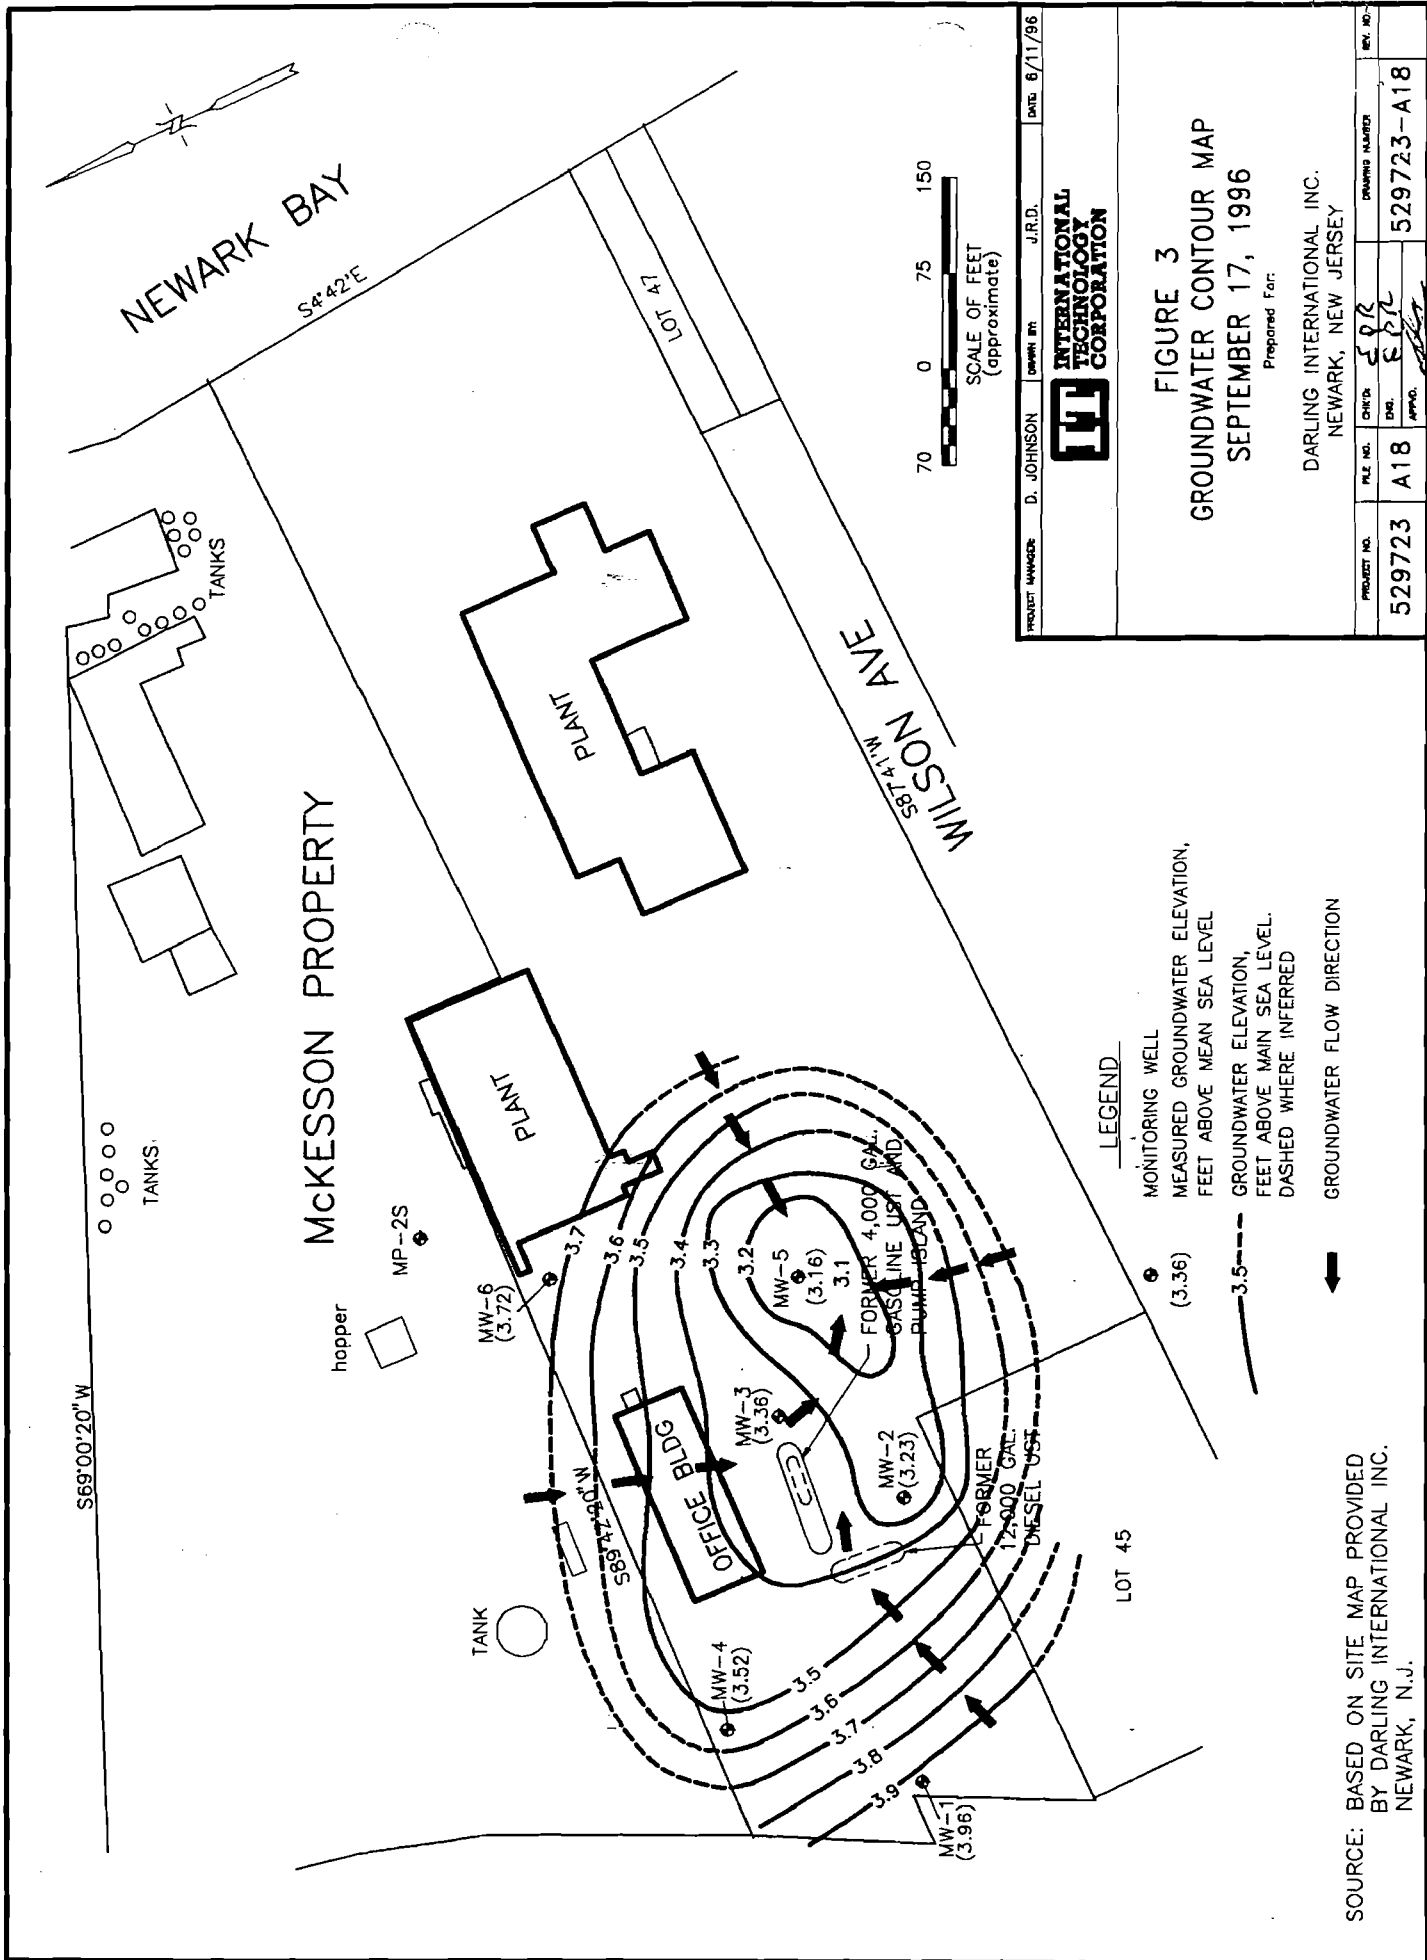 NEWARK BAY
S4°42'E
S69°00'20"W
TANKS
TANKS
McKESSON PROPERTY
hopper
MP-2S
TANK
PLANT
PLANT
LOT 47
WILSON AVE
S87°41'W
S89°47'20"W
OFFICE BLDG
MW-6
(3.72)
MW-5
(3.16)
3.1
MW-3
(3.36)
MW-2
(3.23)
MW-4
(3.52)
MW-1
(3.96)
3.7
3.6
3.5
3.4
3.3
3.2
3.5
3.6
3.7
3.8
3.9
FORMER 4,000 GAL.
GASOLINE UST AND
PUMP ISLAND
FORMER
12,000 GAL.
DIESEL UST
LOT 45
70 0 75 150
SCALE OF FEET
(approximate)
LEGEND
MONITORING WELL
(3.36) MEASURED GROUNDWATER ELEVATION,
FEET ABOVE MEAN SEA LEVEL
3.5 GROUNDWATER ELEVATION,
FEET ABOVE MAIN SEA LEVEL.
DASHED WHERE INFERRED
GROUNDWATER FLOW DIRECTION
SOURCE: BASED ON SITE MAP PROVIDED
BY DARLING INTERNATIONAL INC.
NEWARK, N.J.
PROJECT MANAGER: D. JOHNSON DRAWN BY: J.R.D. DATE: 6/11/96
IT INTERNATIONAL
TECHNOLOGY
CORPORATION
FIGURE 3
GROUNDWATER CONTOUR MAP
SEPTEMBER 17, 1996
Prepared For:
DARLING INTERNATIONAL INC.
NEWARK, NEW JERSEY
PROJECT NO. FILE NO. CHK'D: EPR DRAWING NUMBER REV. NO.
529723 A18 ENG. EPR 529723-A18
APPVD.